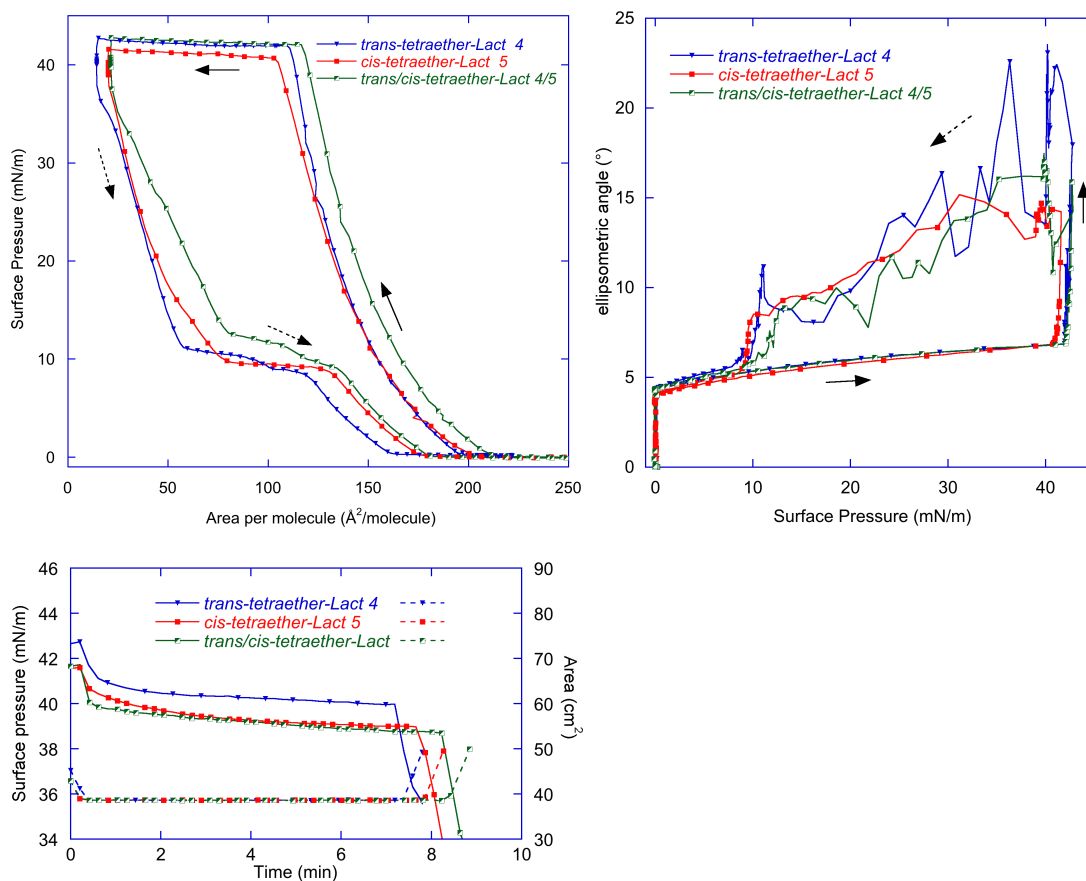 trans-tetraether-Lact 4
cis-tetraether-Lact 5
trans/cis-tetraether-Lact 4/5
Surface Pressure (mN/m)
40
30
20
10
0
0
50
100
150
200
250
Area per molecule (Å2/molecule)
trans-tetraether-Lact 4
cis-tetraether-Lact 5
trans/cis-tetraether-Lact 4/5
ellipsometric angle (°)
25
20
15
10
5
0
0
10
20
30
40
Surface Pressure (mN/m)
trans-tetraether-Lact 4
cis-tetraether-Lact 5
trans/cis-tetraether-Lact
Surface pressure (mN/m)
46
44
42
40
38
36
34
90
80
70
60
50
40
30
Area (cm2)
0
2
4
6
8
10
Time (min)